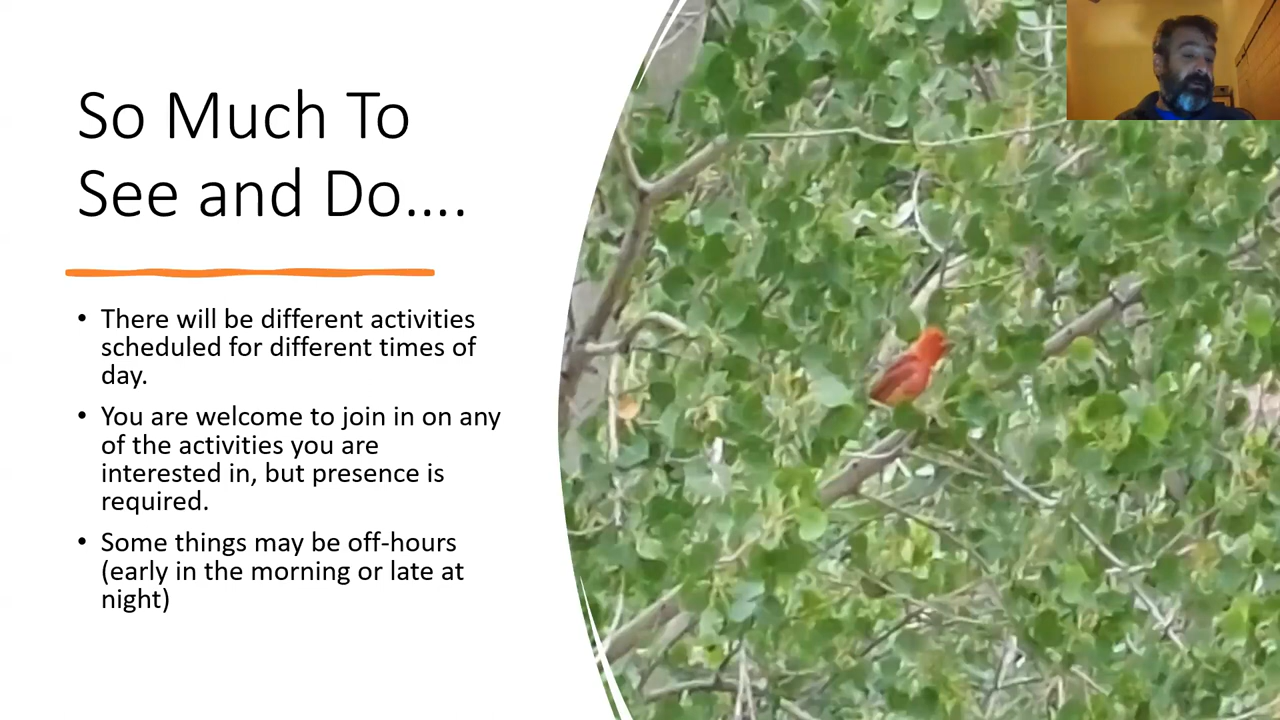 So Much To
See and Do....
• There will be different activities
scheduled for different times of
day.
• You are welcome to join in on any
of the activities you are
interested in, but presence is
required.
• Some things may be off-hours
(early in the morning or late at
night)